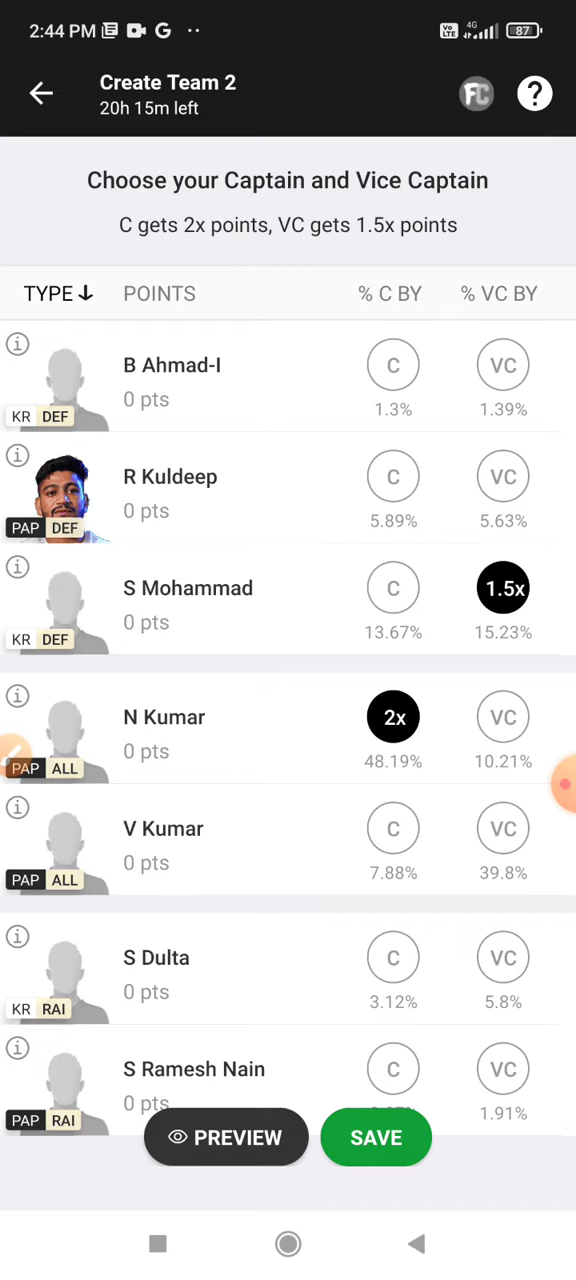 2:44 PM G ··
Vo LTE 4G 87
Create Team 2
20h 15m left
FC ?
Choose your Captain and Vice Captain
C gets 2x points, VC gets 1.5x points
TYPE POINTS % C BY % VC BY
B Ahmad-I
0 pts
KR DEF
C VC
1.3% 1.39%
R Kuldeep
0 pts
PAP DEF
C VC
5.89% 5.63%
S Mohammad
0 pts
KR DEF
C 1.5x
13.67% 15.23%
N Kumar
0 pts
PAP ALL
2x VC
48.19% 10.21%
V Kumar
0 pts
PAP ALL
C VC
7.88% 39.8%
S Dulta
0 pts
KR RAI
C VC
3.12% 5.8%
S Ramesh Nain
0 pts
PAP RAI
C VC
1.91%
PREVIEW SAVE